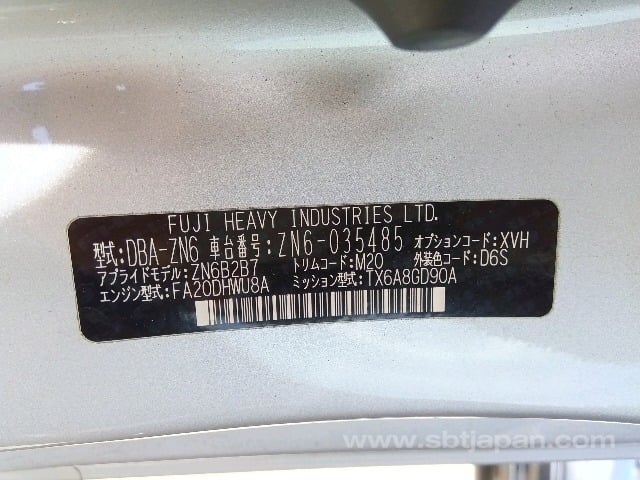 FUJI HEAVY INDUSTRIES LTD.
型式:DBA-ZN6 車台番号:ZN6-035485 オプションコード:XVH
アプライドモデル:ZN6B2B7 トリムコード:M20 外装色コード:D6S
エンジン型式:FA20DHWU8A ミッション型式:TX6A8GD90A
www.sbtjapan.com